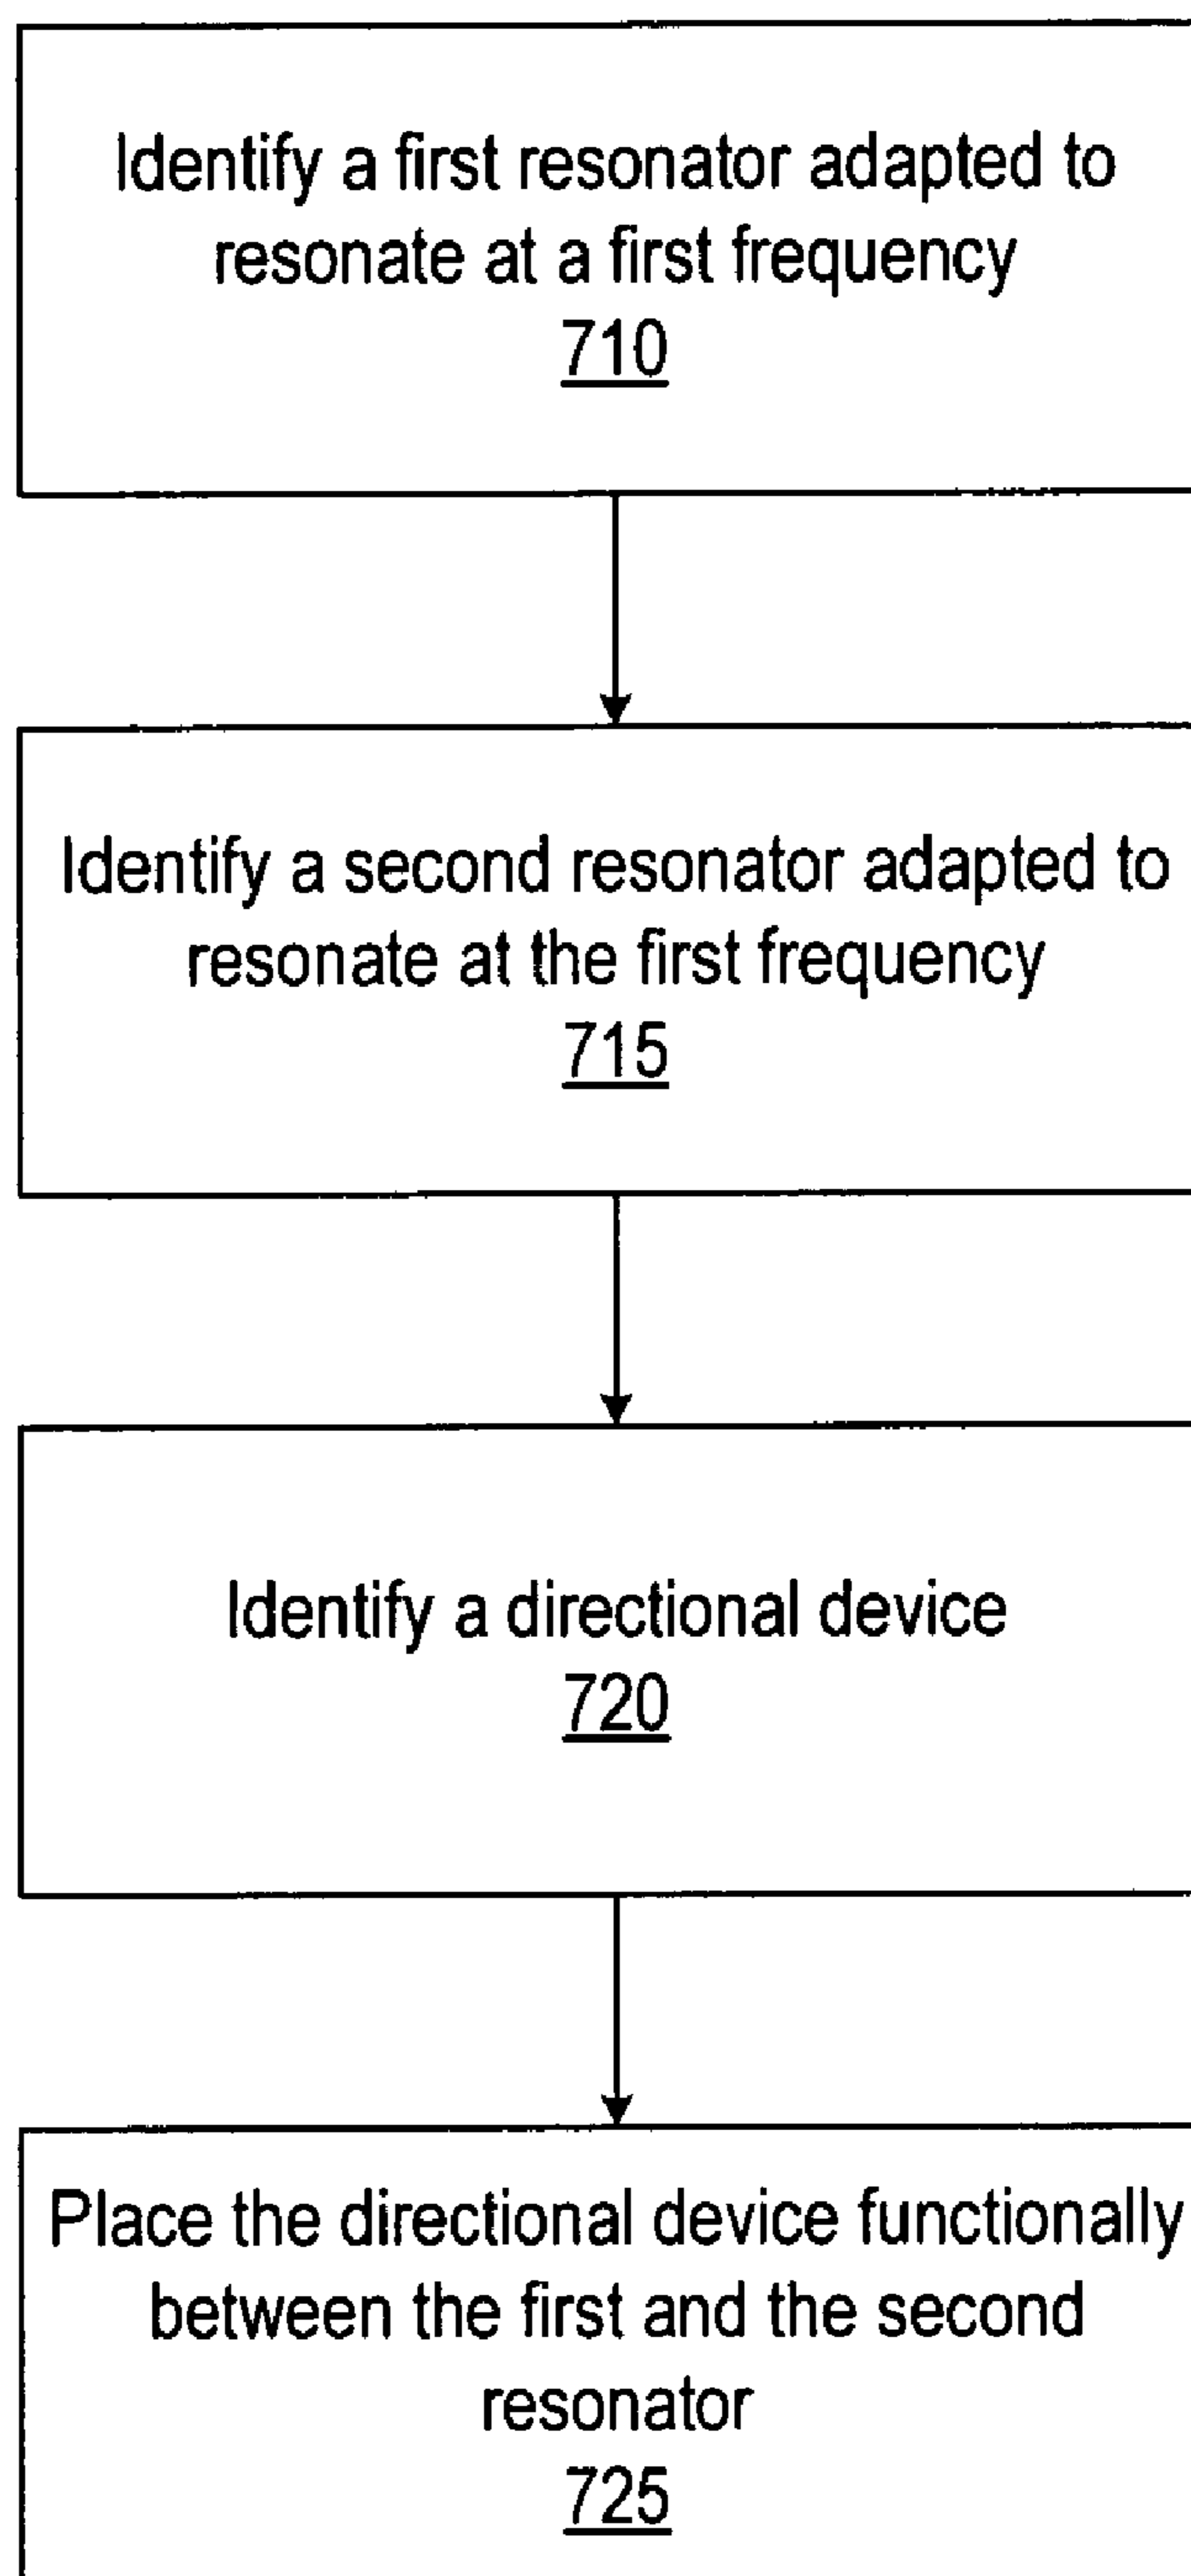 Identify a first resonator adapted to
resonate at a first frequency
710
Identify a second resonator adapted to
resonate at the first frequency
715
Identify a directional device
720
Place the directional device functionally
between the first and the second
resonator
725